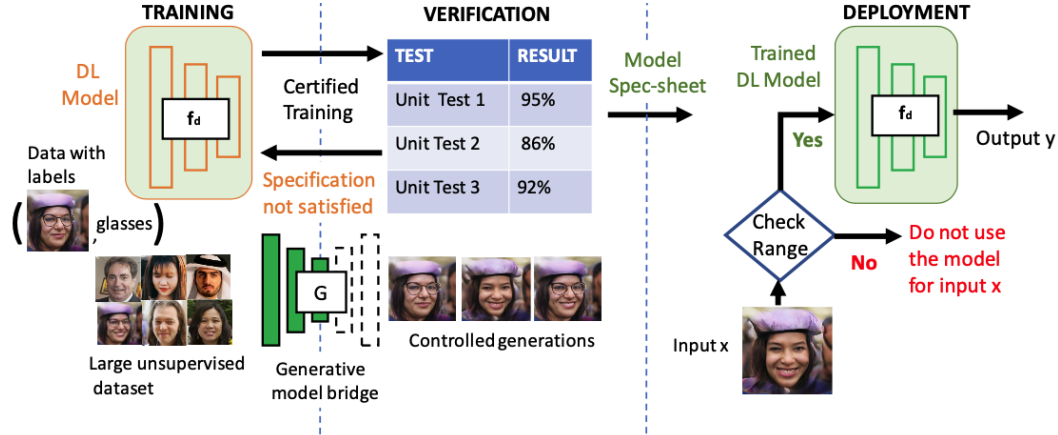 TRAINING
DL
Model
f_d
Data with
labels
( , glasses)
Large unsupervised
dataset
Certified
Training
Specification
not satisfied
G
Generative
model bridge
VERIFICATION
TEST RESULT
Unit Test 1 95%
Unit Test 2 86%
Unit Test 3 92%
Controlled generations
Model
Spec-sheet
DEPLOYMENT
Trained
DL Model
f_d
Output y
Yes
Check
Range
No
Do not use
the model
for input x
Input x